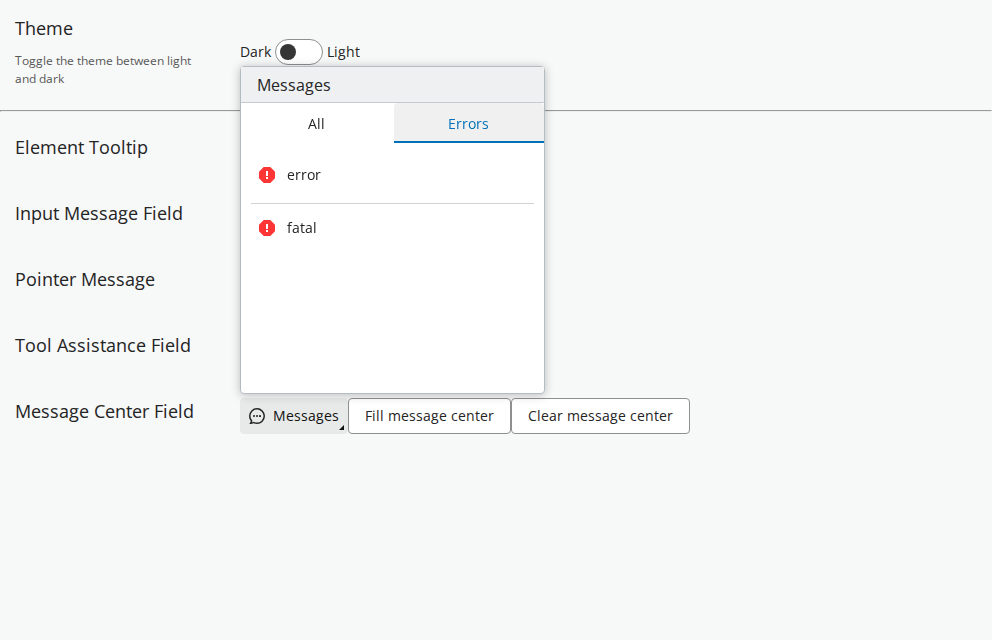 Theme
Toggle the theme between light
and dark
Dark Light
Messages
All Errors
error
fatal
Element Tooltip
Input Message Field
Pointer Message
Tool Assistance Field
Message Center Field
Messages Fill message center Clear message center